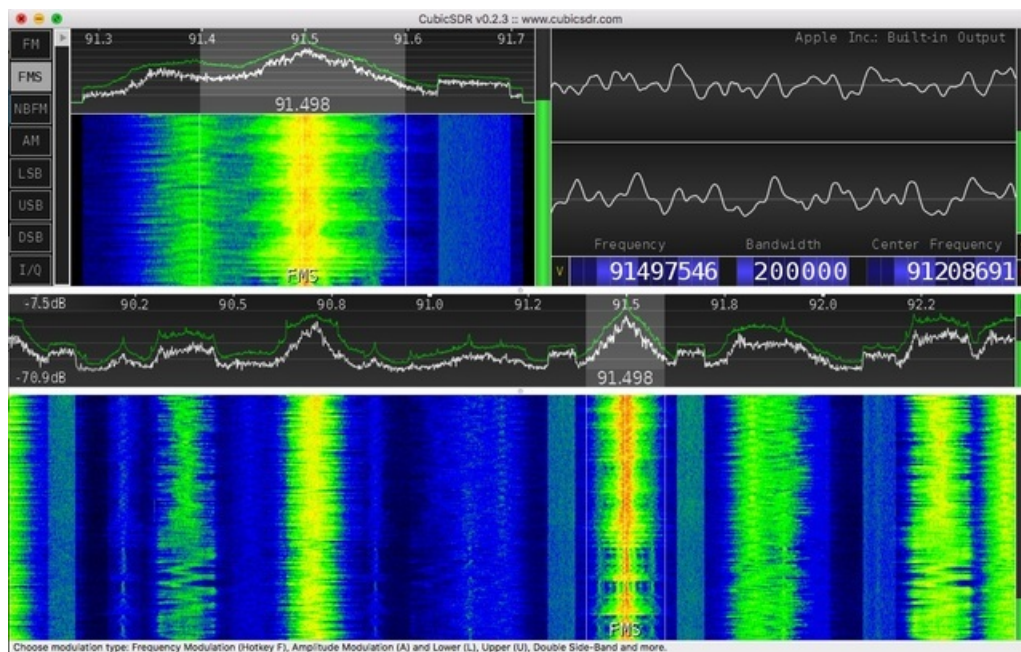 CubicSDR v0.2.3 :: www.cubicsdr.com
FM
FMS
NBFM
AM
LSB
USB
DSB
I/Q
91.3 91.4 91.5 91.6 91.7
91.498
FMS
Apple Inc.: Built-in Output
Frequency Bandwidth Center Frequency
V 91497546 200000 91208691
-7.5dB 90.2 90.5 90.8 91.0 91.2 91.5 91.8 92.0 92.2
91.498
-70.9dB
FMS
Choose modulation type: Frequency Modulation (Hotkey F), Amplitude Modulation (A) and Lower (L), Upper (U), Double Side-Band and more.